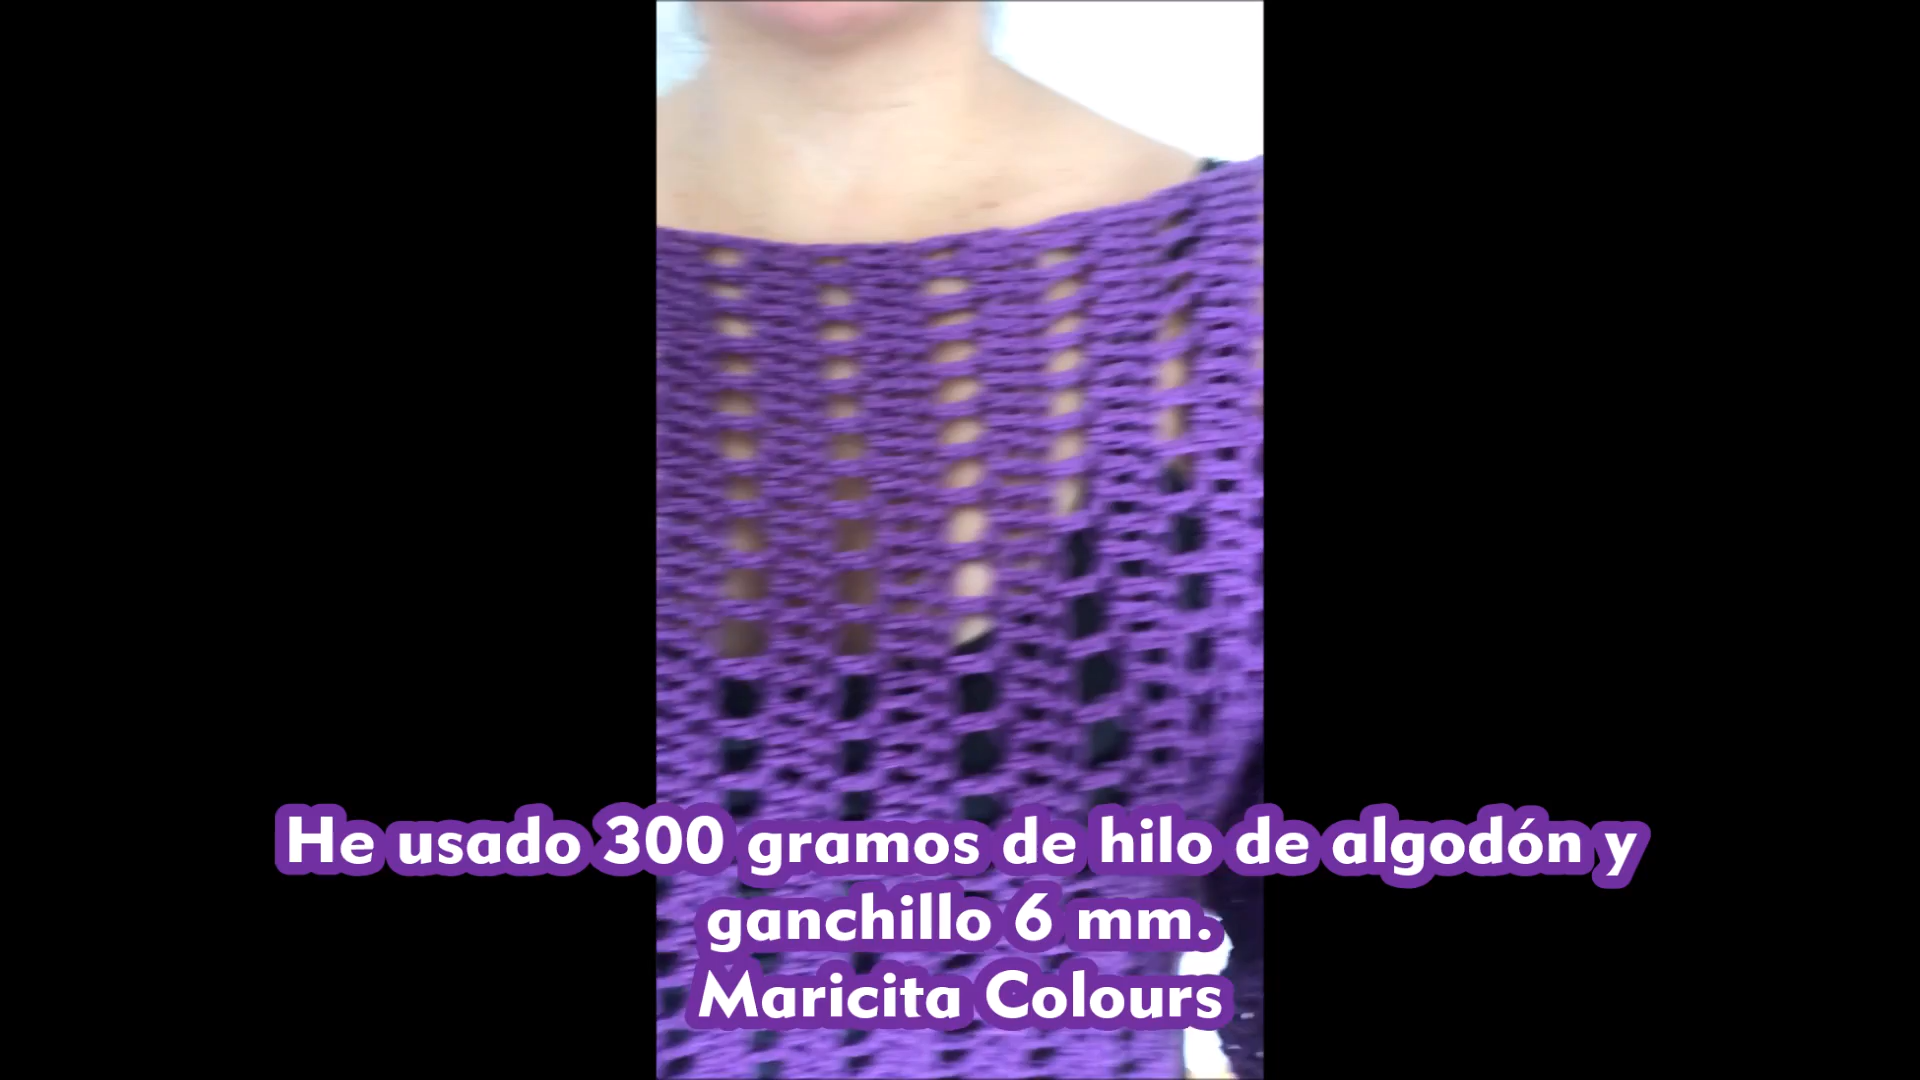 He usado 300 gramos de hilo de algodón y
ganchillo 6 mm.
Maricita Colours